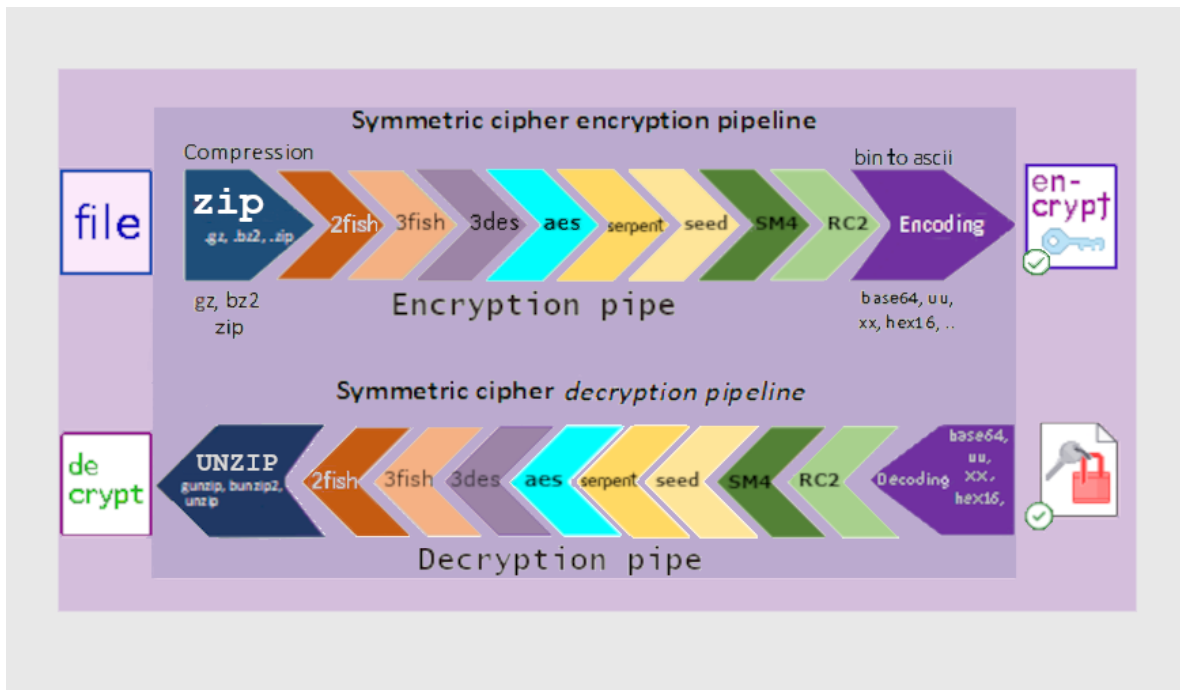 Symmetric cipher encryption pipeline
Compression
bin to ascii
file
zip
.gz, .bz2, .zip
2fish
3fish
3des
aes
serpent
seed
SM4
RC2
Encoding
en-
crypt
gz, bz2
zip
Encryption pipe
base64, uu,
xx, hex16, ..
Symmetric cipher decryption pipeline
de
crypt
UNZIP
gunzip, bunzip2,
unzip
2fish
3fish
3des
aes
serpent
seed
SM4
RC2
Decoding
base64,
uu,
XX,
hex16,
Decryption pipe